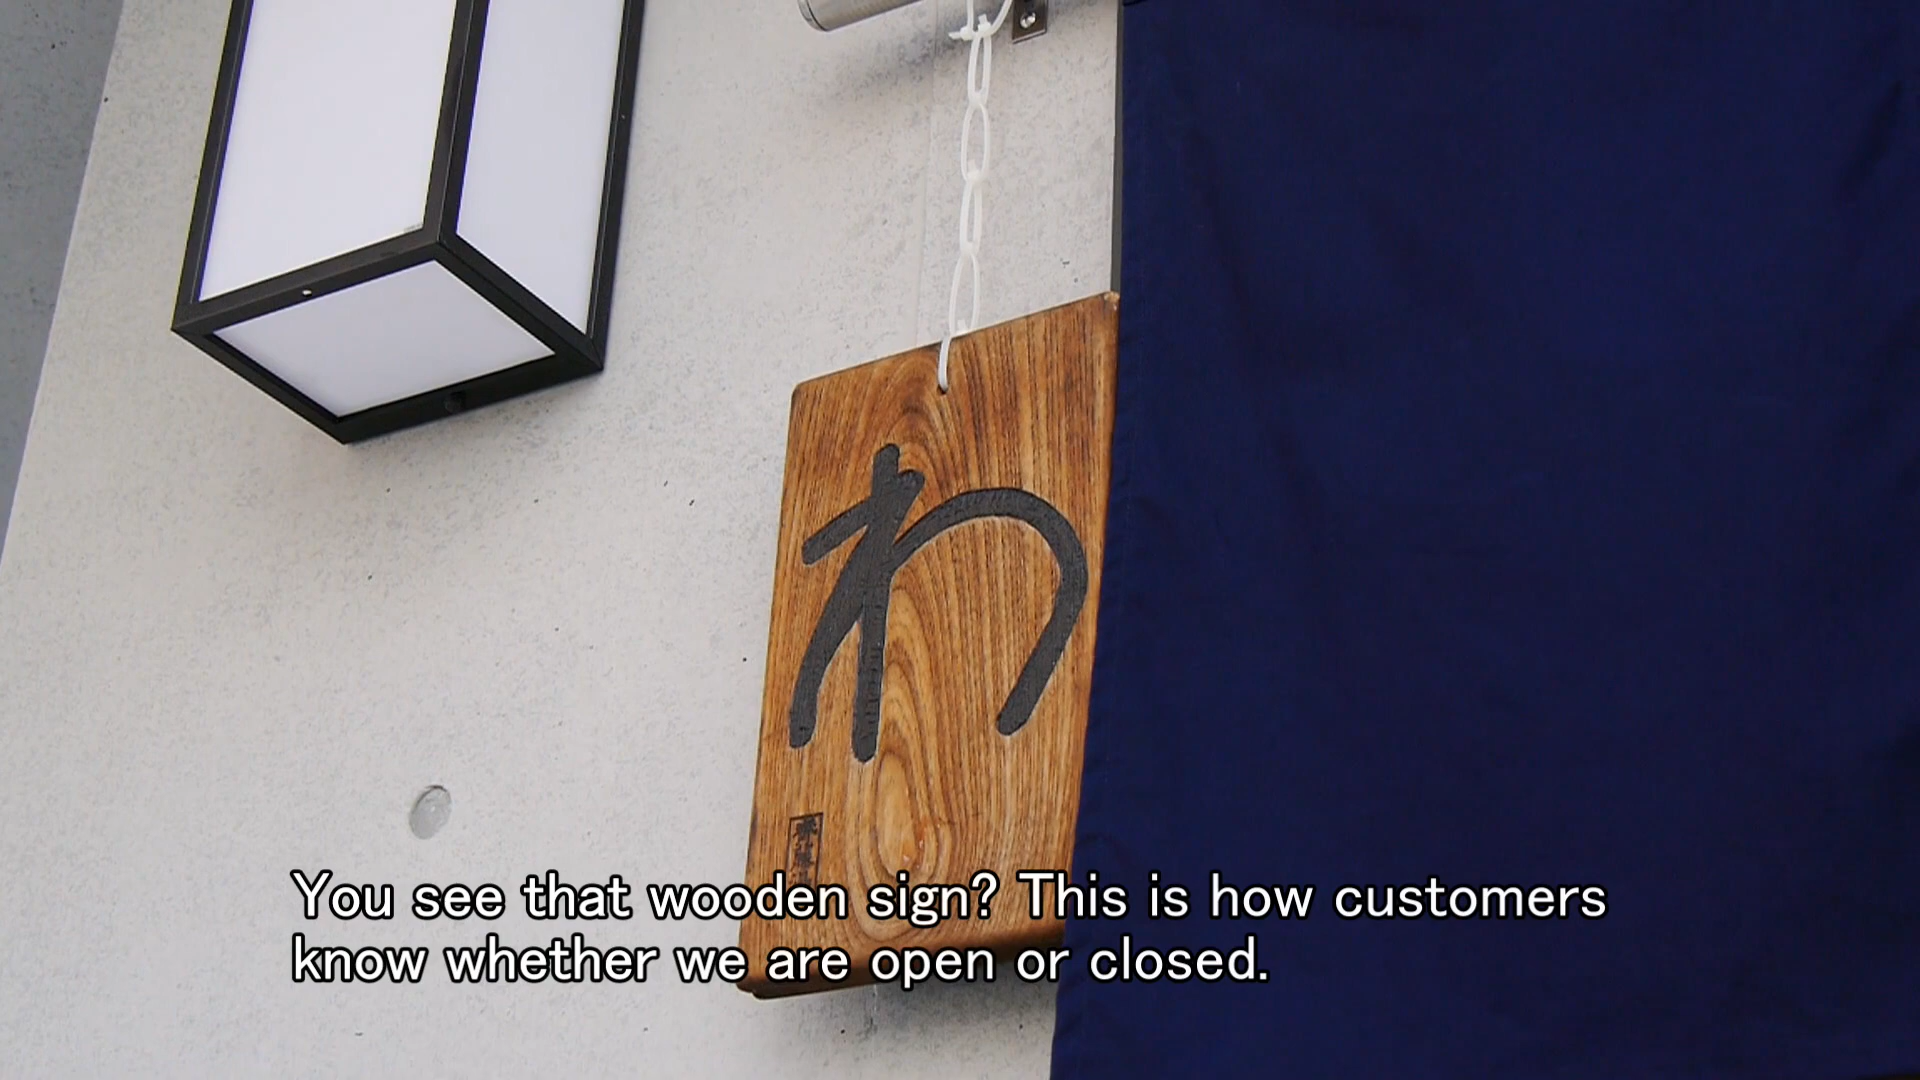 わ
You see that wooden sign? This is how customers
know whether we are open or closed.